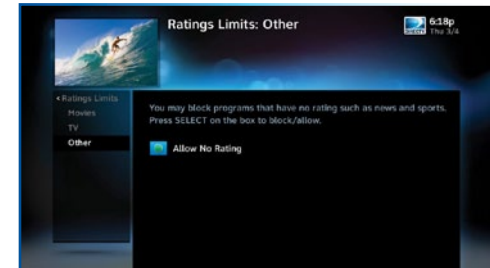 Ratings Limits: Other
6:18p
Thu 3/4
Ratings Limits
Movies
TV
Other
You may block programs that have no rating such as news and sports.
Press SELECT on the box to block/allow.
Allow No Rating